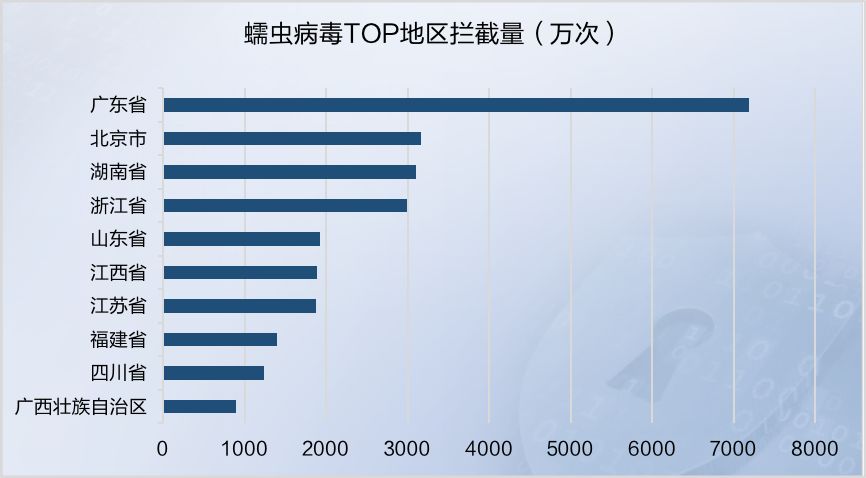 蠕虫病毒TOP地区拦截量（万次）
广东省
北京市
湖南省
浙江省
山东省
江西省
江苏省
福建省
四川省
广西壮族自治区
0 1000 2000 3000 4000 5000 6000 7000 8000